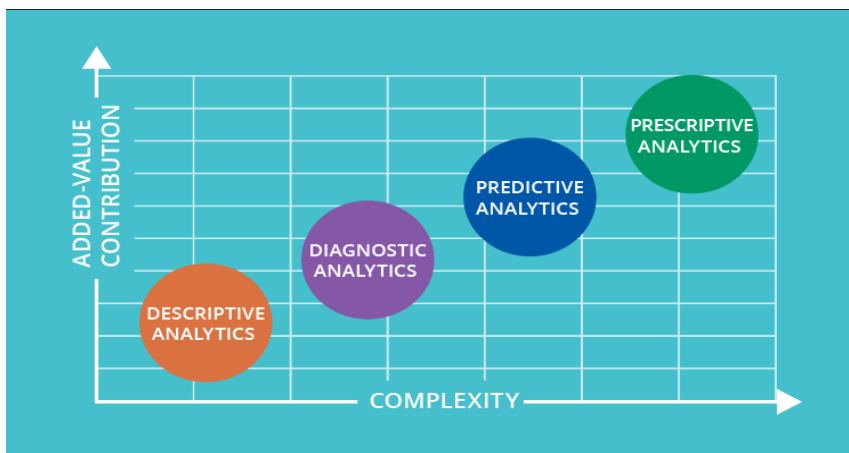 ADDED-VALUE
CONTRIBUTION
PRESCRIPTIVE
ANALYTICS
PREDICTIVE
ANALYTICS
DIAGNOSTIC
ANALYTICS
DESCRIPTIVE
ANALYTICS
COMPLEXITY